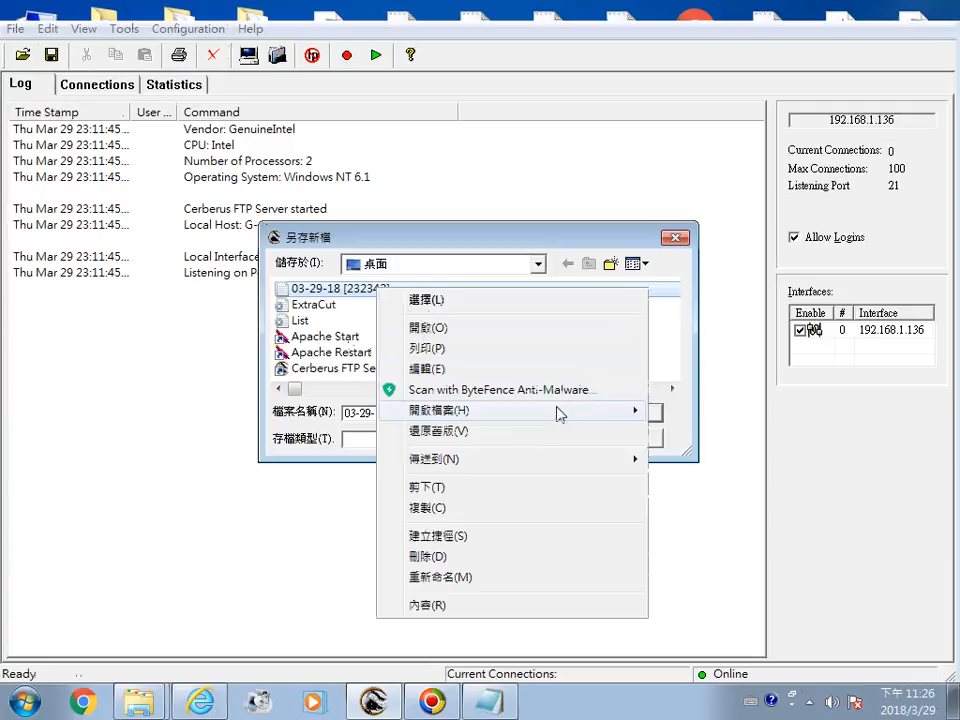 File Edit View Tools Configuration Help
Log Connections Statistics
Time Stamp User ... Command
Thu Mar 29 23:11:45... Vendor: GenuineIntel
Thu Mar 29 23:11:45... CPU: Intel
Thu Mar 29 23:11:45... Number of Processors: 2
Thu Mar 29 23:11:45... Operating System: Windows NT 6.1
Thu Mar 29 23:11:45... Cerberus FTP Server started
Thu Mar 29 23:11:45... Local Host: G-
Thu Mar 29 23:11:45... Local Interface
Thu Mar 29 23:11:45... Listening on P
192.168.1.136
Current Connections: 0
Max Connections: 100
Listening Port 21
Allow Logins
Interfaces:
Enable # Interface
0 192.168.1.136
另存新檔
儲存於(I): 桌面
03-29-18 [232342]
ExtraCut
List
Apache Start
Apache Restart
Cerberus FTP Se
檔案名稱(N): 03-29-
存檔類型(T):
選擇(L)
開啟(O)
列印(P)
編輯(E)
Scan with ByteFence Anti-Malware...
開啟檔案(H)
還原舊版(V)
傳送到(N)
剪下(T)
複製(C)
建立捷徑(S)
刪除(D)
重新命名(M)
內容(R)
Ready Current Connections: Online
下午 11:26
2018/3/29